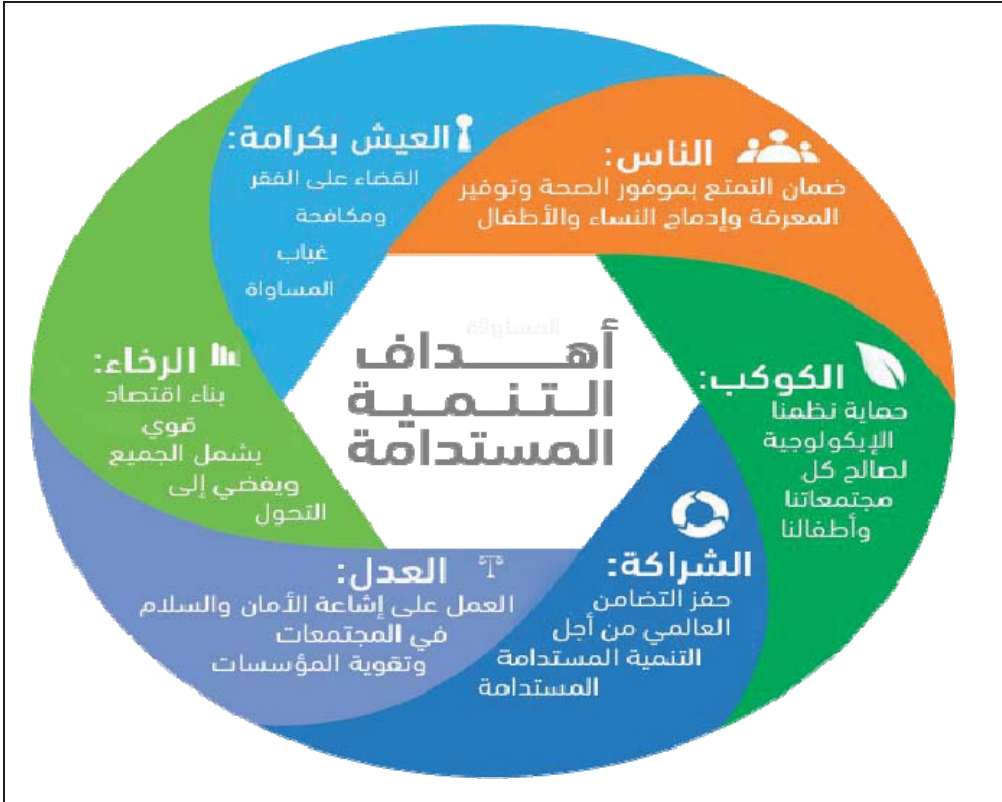 العيش بكرامة:
القضاء على الفقر
ومكافحة
غياب
المساواة
الناس:
ضمان التمتع بموفور الصحة وتوفير
المعرفة وإدماج النساء والأطفال
الكوكب:
حماية نظمنا
الإيكولوجية
لصالح كل
مجتمعاتنا
وأطفالنا
الشراكة:
حفز التضامن
العالمي من أجل
التنمية المستدامة
المستدامة
العدل:
العمل على إشاعة الأمان والسلام
في المجتمعات
وتقوية المؤسسات
الرخاء:
بناء اقتصاد
قوي
يشمل الجميع
ويفضي إلى
التحول
المساواة
أهداف
التنمية
المستدامة